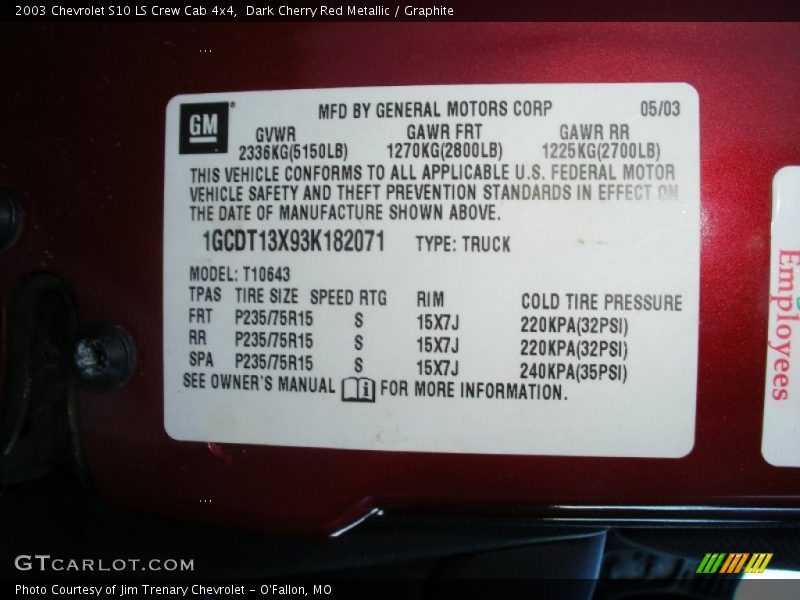 2003 Chevrolet S10 LS Crew Cab 4x4,  Dark Cherry Red Metallic / Graphite
GM
MFD BY GENERAL MOTORS CORP 05/03
GVWR GAWR FRT GAWR RR
2336KG(5150LB) 1270KG(2800LB) 1225KG(2700LB)
THIS VEHICLE CONFORMS TO ALL APPLICABLE U.S. FEDERAL MOTOR
VEHICLE SAFETY AND THEFT PREVENTION STANDARDS IN EFFECT ON
THE DATE OF MANUFACTURE SHOWN ABOVE.
1GCDT13X93K182071 TYPE: TRUCK
MODEL: T10643
TPAS TIRE SIZE SPEED RTG RIM COLD TIRE PRESSURE
FRT P235/75R15 S 15X7J 220KPA(32PSI)
RR P235/75R15 S 15X7J 220KPA(32PSI)
SPA P235/75R15 S 15X7J 240KPA(35PSI)
SEE OWNER'S MANUAL FOR MORE INFORMATION.
Employees
GTCARLOT.COM
Photo Courtesy of Jim Trenary Chevrolet - O'Fallon, MO